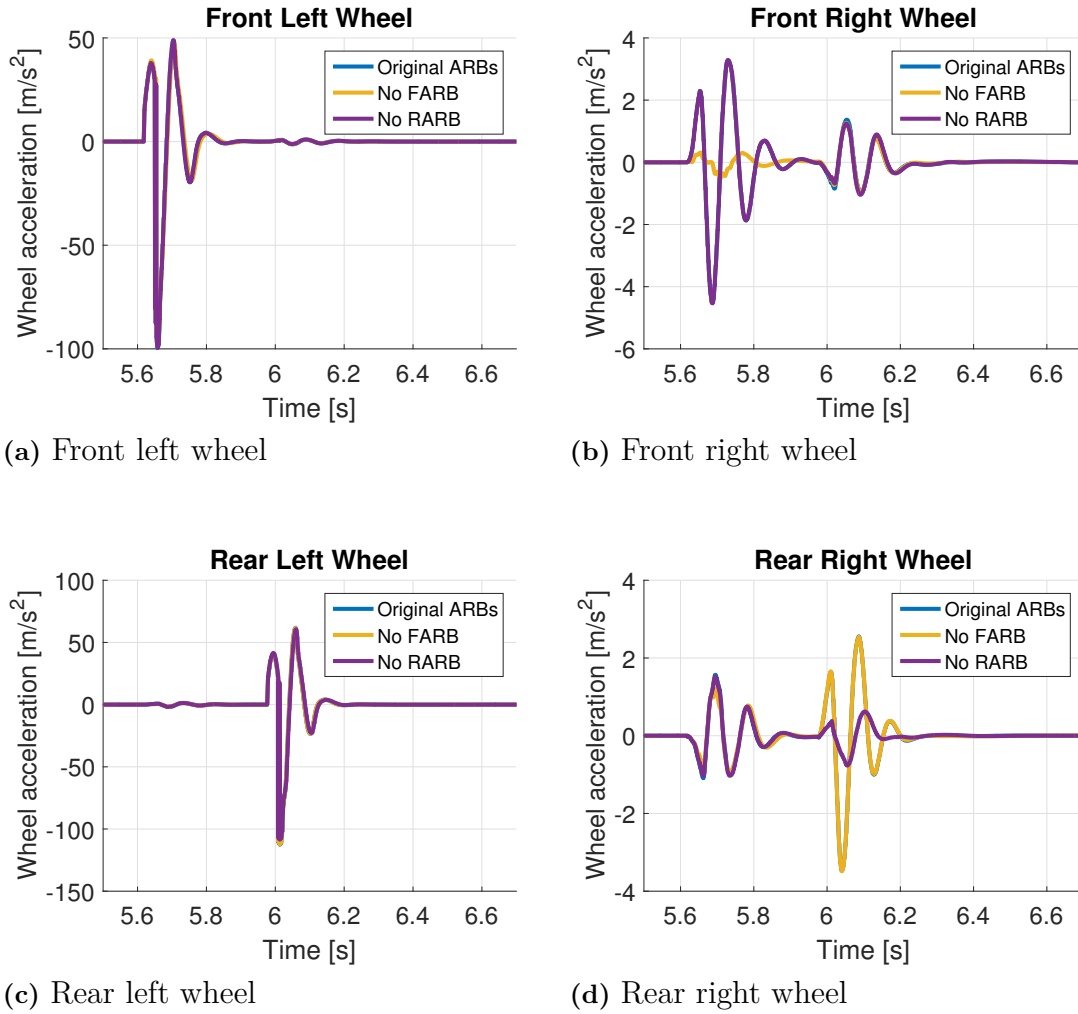 Front Left Wheel
50
0
-50
-100
Wheel acceleration [m/s²]
Original ARBs
No FARB
No RARB
5.6 5.8 6 6.2 6.4 6.6
Time [s]
(a) Front left wheel
Front Right Wheel
4
2
0
-2
-4
-6
Wheel acceleration [m/s²]
Original ARBs
No FARB
No RARB
5.6 5.8 6 6.2 6.4 6.6
Time [s]
(b) Front right wheel
Rear Left Wheel
100
50
0
-50
-100
-150
Wheel acceleration [m/s²]
Original ARBs
No FARB
No RARB
5.6 5.8 6 6.2 6.4 6.6
Time [s]
(c) Rear left wheel
Rear Right Wheel
4
2
0
-2
-4
Wheel acceleration [m/s²]
Original ARBs
No FARB
No RARB
5.6 5.8 6 6.2 6.4 6.6
Time [s]
(d) Rear right wheel